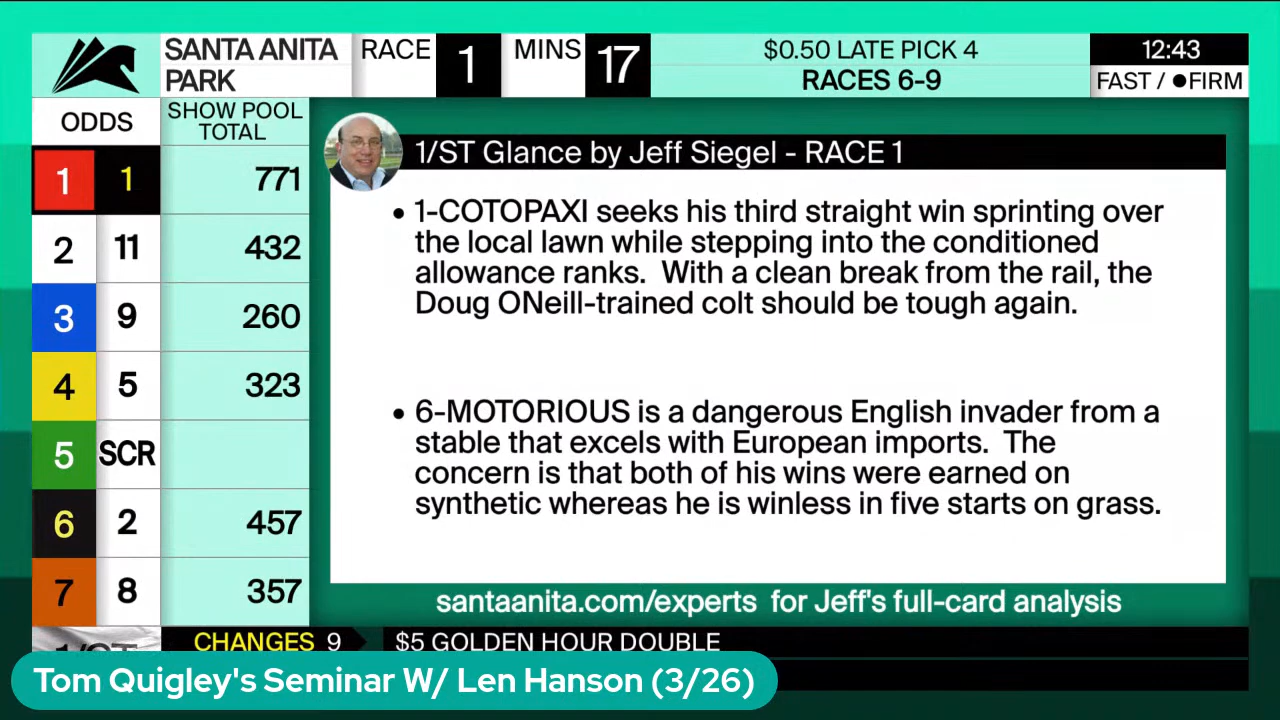 SANTA ANITA
PARK
RACE
1
MINS
17
$0.50 LATE PICK 4
RACES 6-9
12:43
FAST / ●FIRM
ODDS
SHOW POOL
TOTAL
1 1 771
2 11 432
3 9 260
4 5 323
5 SCR
6 2 457
7 8 357
1/ST Glance by Jeff Siegel - RACE 1
• 1-COTOPAXI seeks his third straight win sprinting over
the local lawn while stepping into the conditioned
allowance ranks. With a clean break from the rail, the
Doug ONeill-trained colt should be tough again.
• 6-MOTORIOUS is a dangerous English invader from a
stable that excels with European imports. The
concern is that both of his wins were earned on
synthetic whereas he is winless in five starts on grass.
santaanita.com/experts for Jeff's full-card analysis
1/ST
CHANGES 9
$5 GOLDEN HOUR DOUBLE
Tom Quigley's Seminar W/ Len Hanson (3/26)